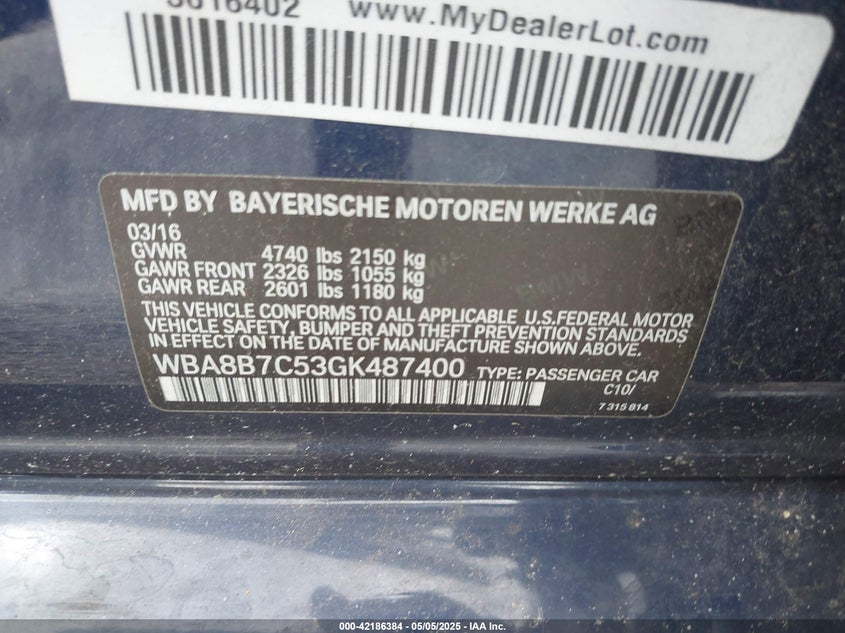 www.MyDealerLot.com
MFD BY BAYERISCHE MOTOREN WERKE AG
03/16
GVWR 4740 lbs 2150 kg
GAWR FRONT 2326 lbs 1055 kg
GAWR REAR 2601 lbs 1180 kg
THIS VEHICLE CONFORMS TO ALL APPLICABLE U.S.FEDERAL MOTOR
VEHICLE SAFETY, BUMPER AND THEFT PREVENTION STANDARDS
IN EFFECT ON THE DATE OF MANUFACTURE SHOWN ABOVE.
WBA8B7C53GK487400 TYPE: PASSENGER CAR
C10/
7 315 814
000-42186384 - 05/05/2025 - IAA Inc.